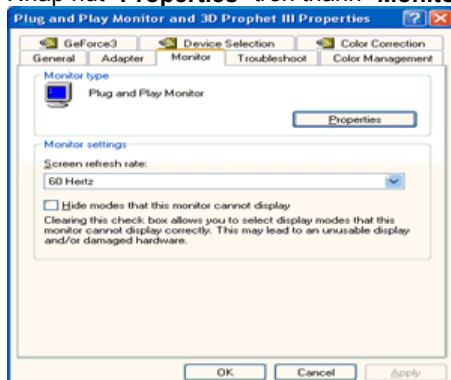 "Properties" trên thanh "Monito
Plug and Play Monitor and 3D Prophet III Properties
GeForce3 Device Selection Color Correction
General Adapter Monitor Troubleshoot Color Management
Monitor type
Plug and Play Monitor
Properties
Monitor settings
Screen refresh rate:
60 Hertz
Hide modes that this monitor cannot display
Clearing this check box allows you to select display modes that this
monitor cannot display correctly. This may lead to an unusable display
and/or damaged hardware.
OK Cancel Apply